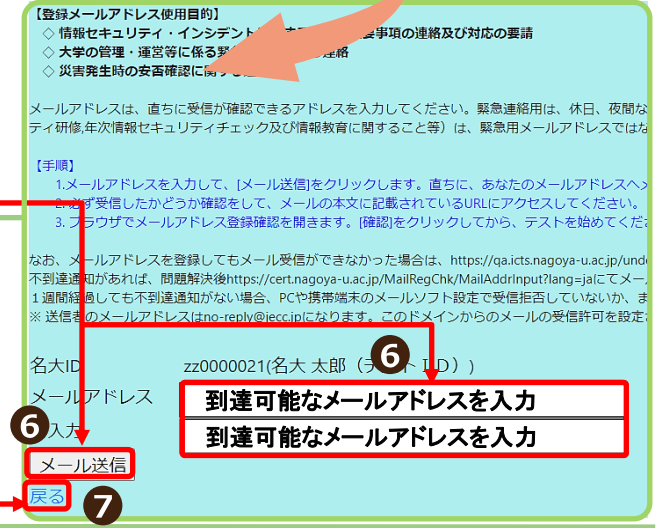 【登録メールアドレス使用目的】
◇ 情報セキュリティ・インシデント 事項の連絡及び対応の要請
◇ 大学の管理・運営等に係る 絡
◇ 災害発生時の安否確認に
メールアドレスは、直ちに受信が確認できるアドレスを入力してください。緊急連絡用は、休日、夜間な
ティ研修,年次情報セキュリティチェック及び情報教育に関すること等）は、緊急用メールアドレスではな
【手順】
1.メールアドレスを入力して、[メール送信]をクリックします。直ちに、あなたのメールアドレスへメ
2. 必ず受信したかどうか確認をして、メールの本文に記載されているURLにアクセスしてください。
3. ブラウザでメールアドレス登録確認を開きます。[確認]をクリックしてから、テストを始めてくださ
なお、メールアドレスを登録してもメール受信ができなかった場合は、https://qa.icts.nagoya-u.ac.jp/unde
不到達通知があれば、問題解決後https://cert.nagoya-u.ac.jp/MailRegChk/MailAddrInput?lang=jaにてメー
１週間経過しても不到達通知がない場合、PCや携帯端末のメールソフト設定で受信拒否していないか、ま
※ 送信者のメールアドレスはno-reply@iecc.jpになります。このドメインからのメールの受信許可を設定さ
名大ID zz0000021(名大 太郎（テ ト ＩＤ）)
6
メールアドレス 到達可能なメールアドレスを入力
6 入力 到達可能なメールアドレスを入力
メール送信
戻る 7